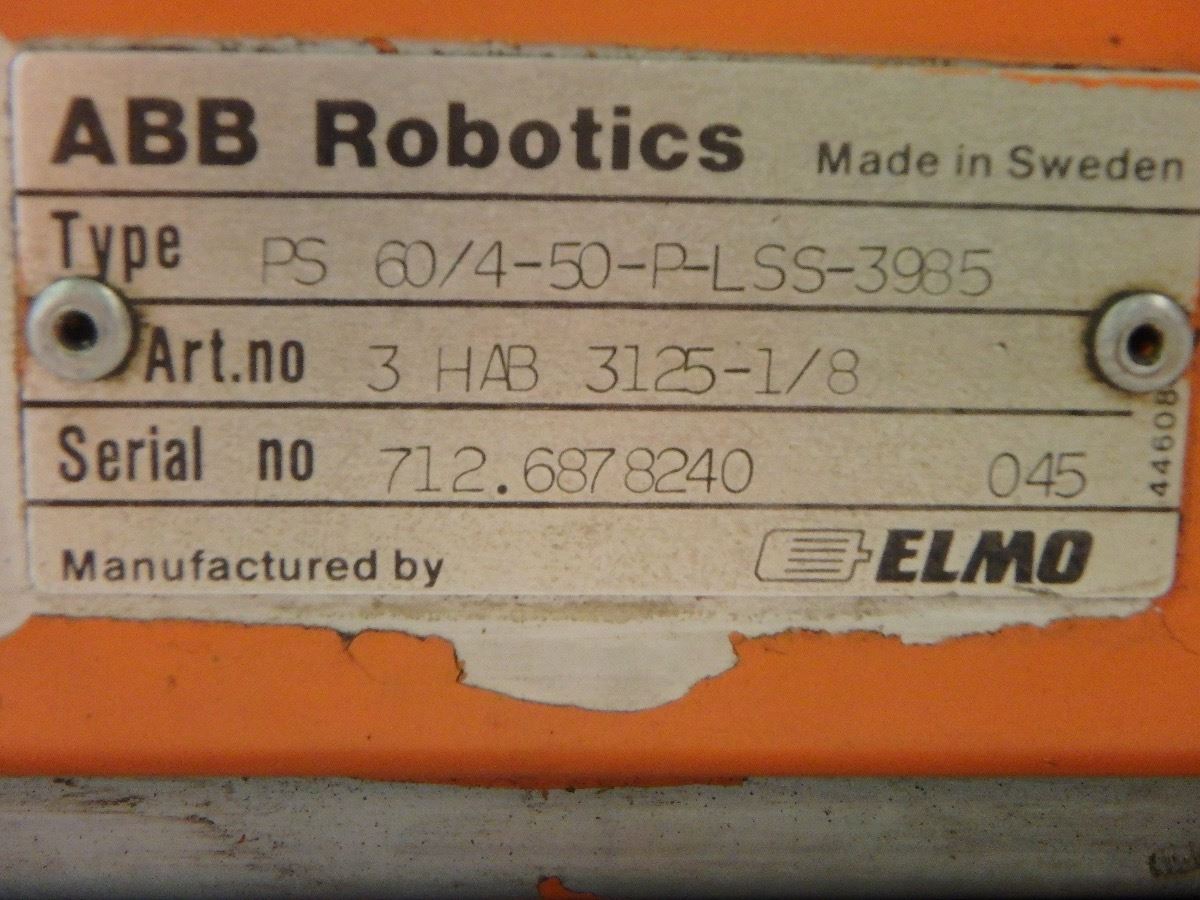 ABB Robotics Made in Sweden
Type PS 60/4-50-P-LSS-3985
Art.no 3 HAB 3125-1/8
Serial no 712.6878240 045
44608
Manufactured by ELMO